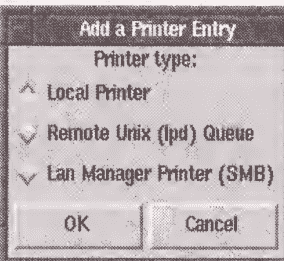 Add a Printer Entry
Printer type:
Local Printer
Remote Unix (lpd) Queue
Lan Manager Printer (SMB)
OK
Cancel